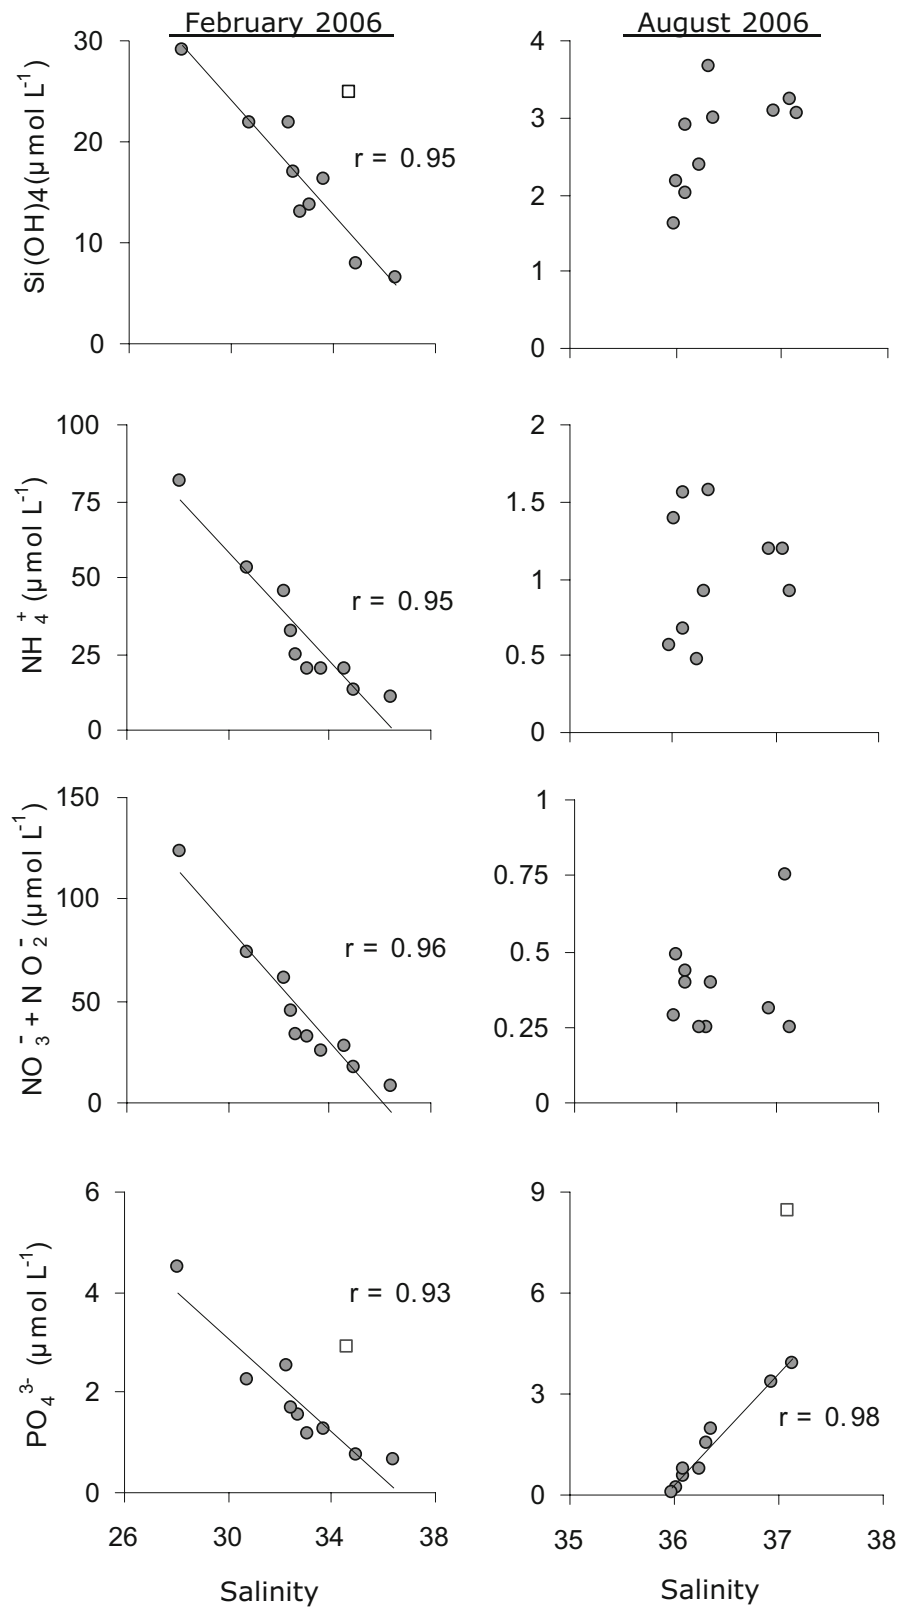 February 2006
August 2006
Si(OH)4(µmol L⁻¹)
30
20
10
0
r = 0.95
4
3
2
1
0
NH₄⁺ (µmol L⁻¹)
100
75
50
25
0
r = 0.95
2
1.5
1
0.5
0
NO₃⁻ + NO₂⁻ (µmol L⁻¹)
150
100
50
0
r = 0.96
1
0.75
0.5
0.25
0
PO₄³⁻ (µmol L⁻¹)
6
4
2
0
r = 0.93
9
6
3
0
r = 0.98
26 30 34 38
35 36 37 38
Salinity
Salinity